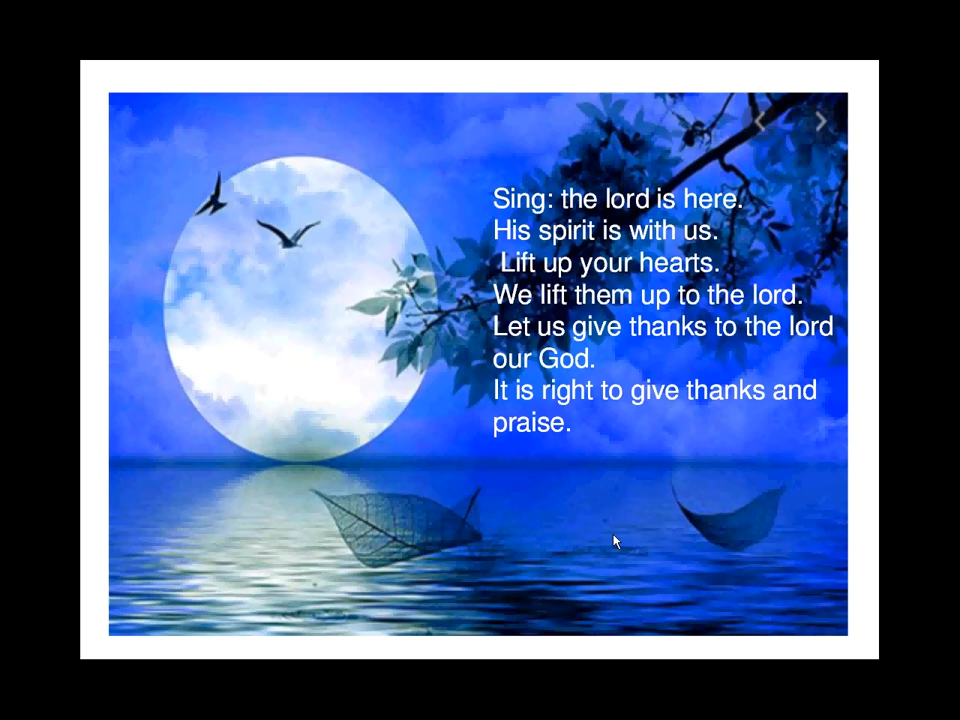 Sing: the lord is here.
His spirit is with us.
Lift up your hearts.
We lift them up to the lord.
Let us give thanks to the lord
our God.
It is right to give thanks and
praise.